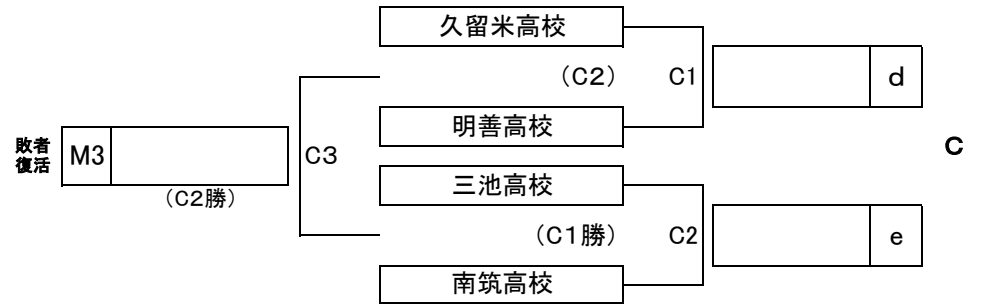 久留米高校
(C2)
C1
d
明善高校
敗者
復活
M3
C3
C
三池高校
(C2勝)
(C1勝)
C2
e
南筑高校